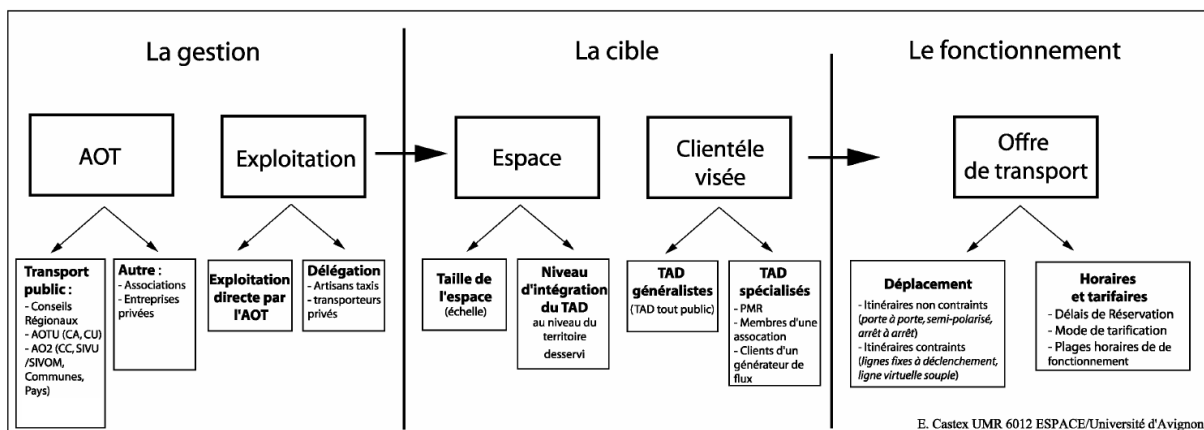 La gestion
La cible
Le fonctionnement
AOT
Exploitation
Espace
Clientéle
visée
Offre
de transport
Transport
public :
- Conseils
Régionaux
- AOTU (CA, CU)
- AO2 (CC, SIVU
/SIVOM,
Communes,
Pays)
Autre :
- Associations
- Entreprises
privées
Exploitation
directe par
l'AOT
Délégation
- Artisans taxis
- transporteurs
privés
Taille de
l'espace
(échelle)
Niveau
d'intégration
du TAD
au niveau du
territoire
desservi
TAD
généralistes
(TAD tout public)
TAD
spécialisés
- PMR
- Membres d'une
assocation
- Clients d'un
générateur de
flux
Déplacement
- Itinéraires non contraints
(porte à porte, semi-polarisé,
arrêt à arrêt)
- Itinéraires contraints
(lignes fixes à déclenchement,
ligne virtuelle souple)
Horaires
et tarifaires
- Délais de Réservation
- Mode de tarification
- Plages horaires de de
fonctionnement
E. Castex UMR 6012 ESPACE/Université d'Avignon